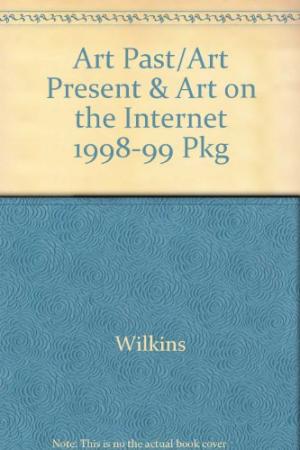 Art Past/Art
Present & Art on
the Internet
1998-99 Pkg
Wilkins
Note: This is no the actual book cover